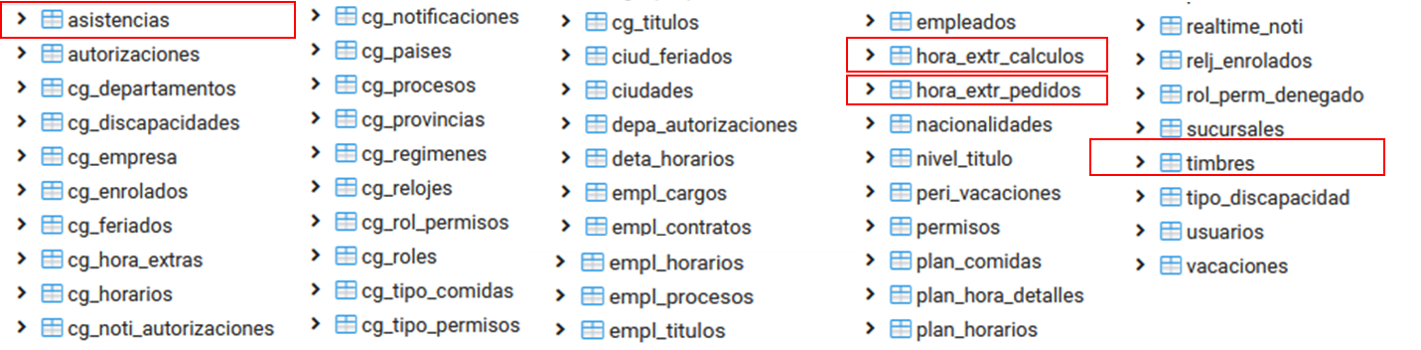 asistencias
autorizaciones
cg_departamentos
cg_discapacidades
cg_empresa
cg_enrolados
cg_feriados
cg_hora_extras
cg_horarios
cg_noti_autorizaciones
cg_notificaciones
cg_paises
cg_procesos
cg_provincias
cg_regimenes
cg_relojes
cg_rol_permisos
cg_roles
cg_tipo_comidas
cg_tipo_permisos
cg_titulos
ciud_feriados
ciudades
depa_autorizaciones
deta_horarios
empl_cargos
empl_contratos
empl_horarios
empl_procesos
empl_titulos
empleados
hora_extr_calculos
hora_extr_pedidos
nacionalidades
nivel_titulo
peri_vacaciones
permisos
plan_comidas
plan_hora_detalles
plan_horarios
realtime_noti
relj_enrolados
rol_perm_denegado
sucursales
timbres
tipo_discapacidad
usuarios
vacaciones